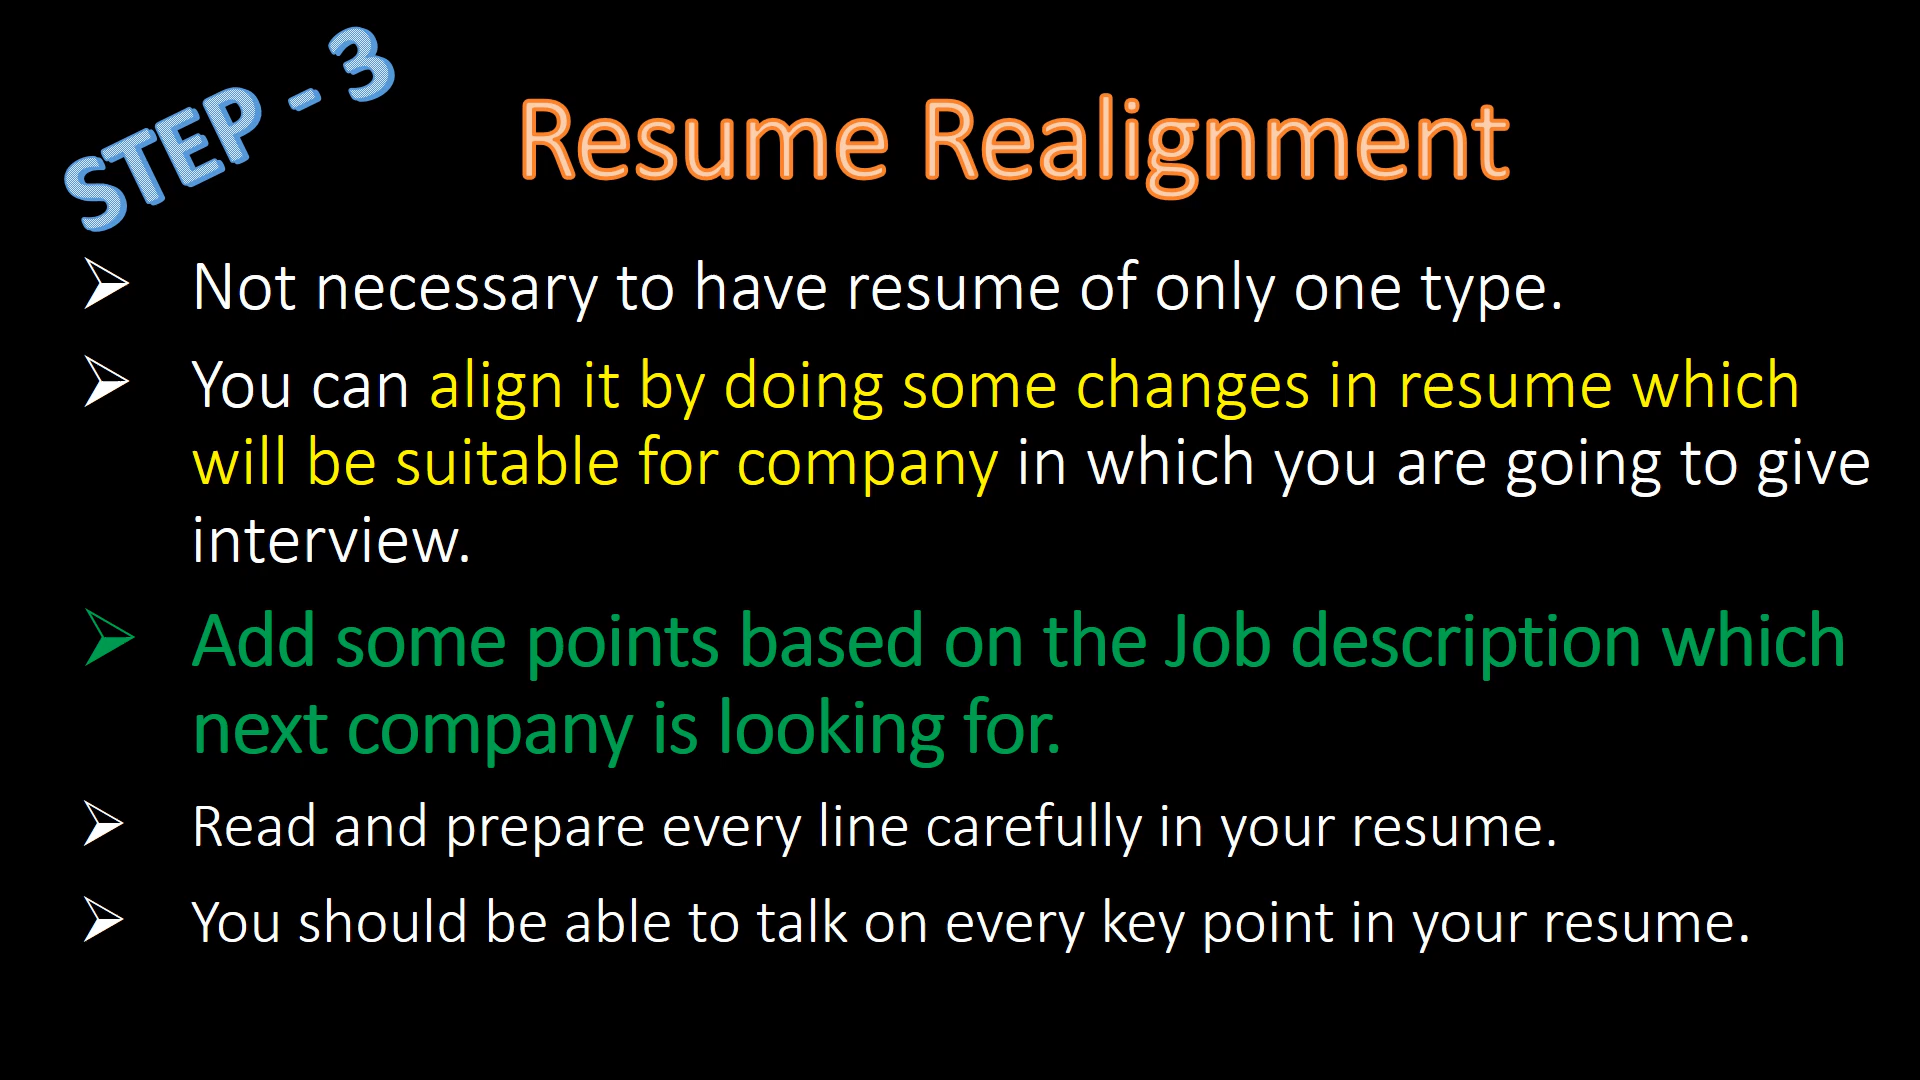 STEP - 3
Resume Realignment
➢ Not necessary to have resume of only one type.
➢ You can align it by doing some changes in resume which
will be suitable for company in which you are going to give
interview.
➢ Add some points based on the Job description which
next company is looking for.
➢ Read and prepare every line carefully in your resume.
➢ You should be able to talk on every key point in your resume.